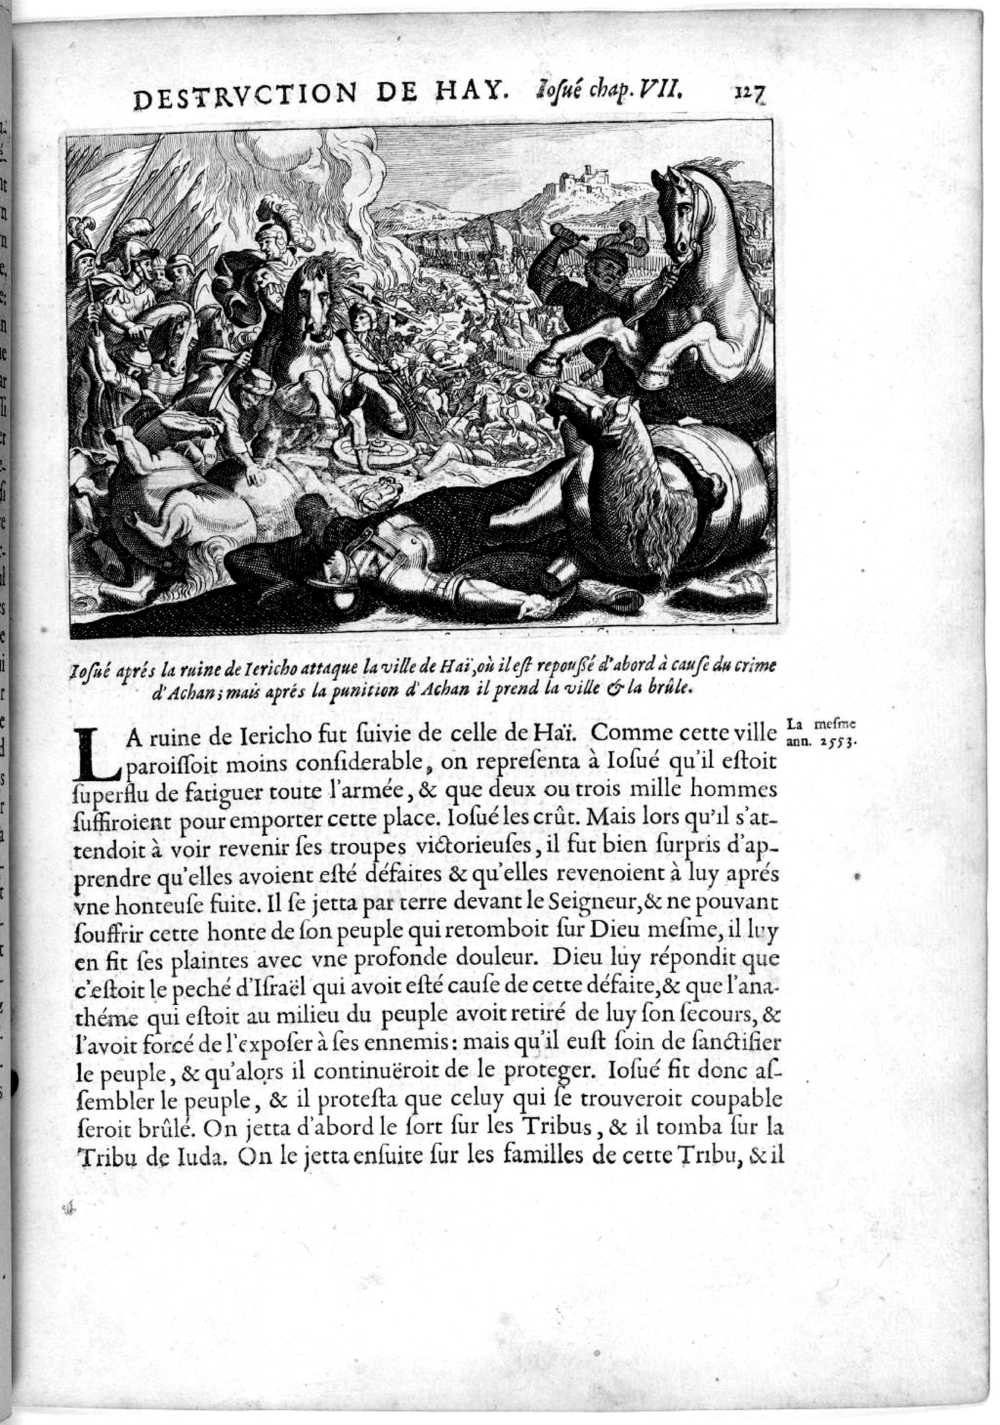 DESTRVCTION DE HAY. Ioſué chap. VII. 127
Ioſué aprés la ruine de Iericho attaque la ville de Haï, où il eſt repouſſé d'abord à cauſe du crime
d'Achan; mais aprés la punition d'Achan il prend la ville & la brûle.
LA ruine de Iericho fut ſuivie de celle de Haï. Comme cette ville
paroiſſoit moins conſiderable, on repreſenta à Ioſué qu'il eſtoit
ſuperflu de fatiguer toute l'armée, & que deux ou trois mille hommes
ſuffiroient pour emporter cette place. Ioſué les crût. Mais lors qu'il s'at-
tendoit à voir revenir ſes troupes victorieuſes, il fut bien ſurpris d'ap-
prendre qu'elles avoient eſté défaites & qu'elles revenoient à luy aprés
vne honteuſe fuite. Il ſe jetta par terre devant le Seigneur, & ne pouvant
ſouffrir cette honte de ſon peuple qui retomboit ſur Dieu meſme, il luy
en fit ſes plaintes avec vne profonde douleur. Dieu luy répondit que
c'eſtoit le peché d'Iſraël qui avoit eſté cauſe de cette défaite, & que l'ana-
théme qui eſtoit au milieu du peuple avoit retiré de luy ſon ſecours, &
l'avoit forcé de l'expoſer à ſes ennemis: mais qu'il euſt ſoin de ſanctifier
le peuple, & qu'alors il continuëroit de le proteger. Ioſué fit donc aſ-
ſembler le peuple, & il proteſta que celuy qui ſe trouveroit coupable
ſeroit brûlé. On jetta d'abord le ſort ſur les Tribus, & il tomba ſur la
Tribu de Iuda. On le jetta enſuite ſur les familles de cette Tribu, & il
La meſme
ann. 2553.